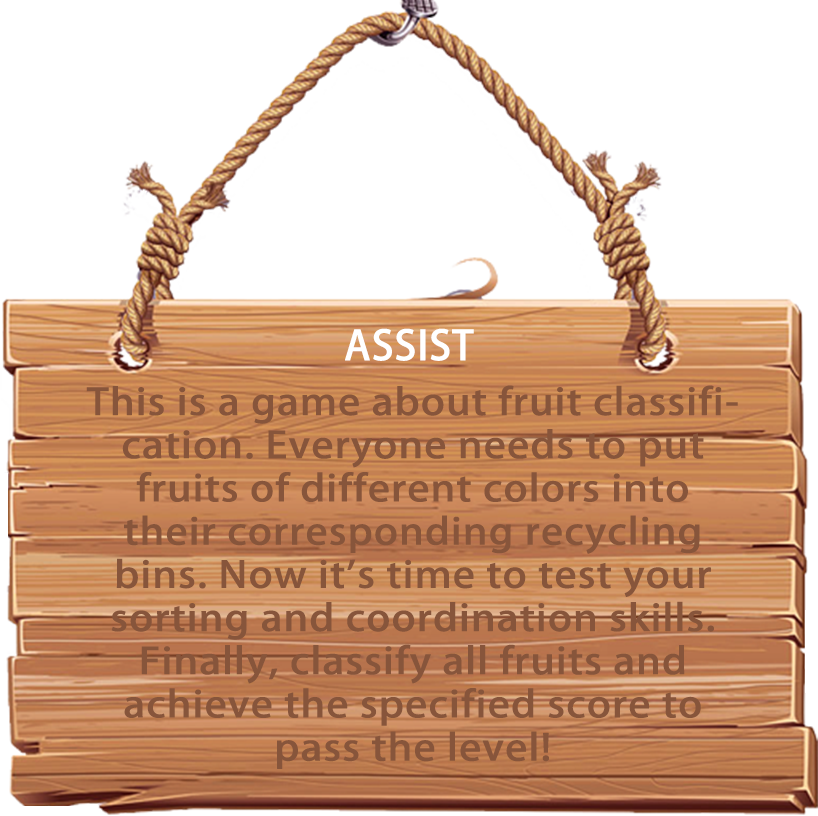 ASSIST
This is a game about fruit classifi-
cation. Everyone needs to put
fruits of different colors into
their corresponding recycling
bins. Now it’s time to test your
sorting and coordination skills.
Finally, classify all fruits and
achieve the specified score to
pass the level!